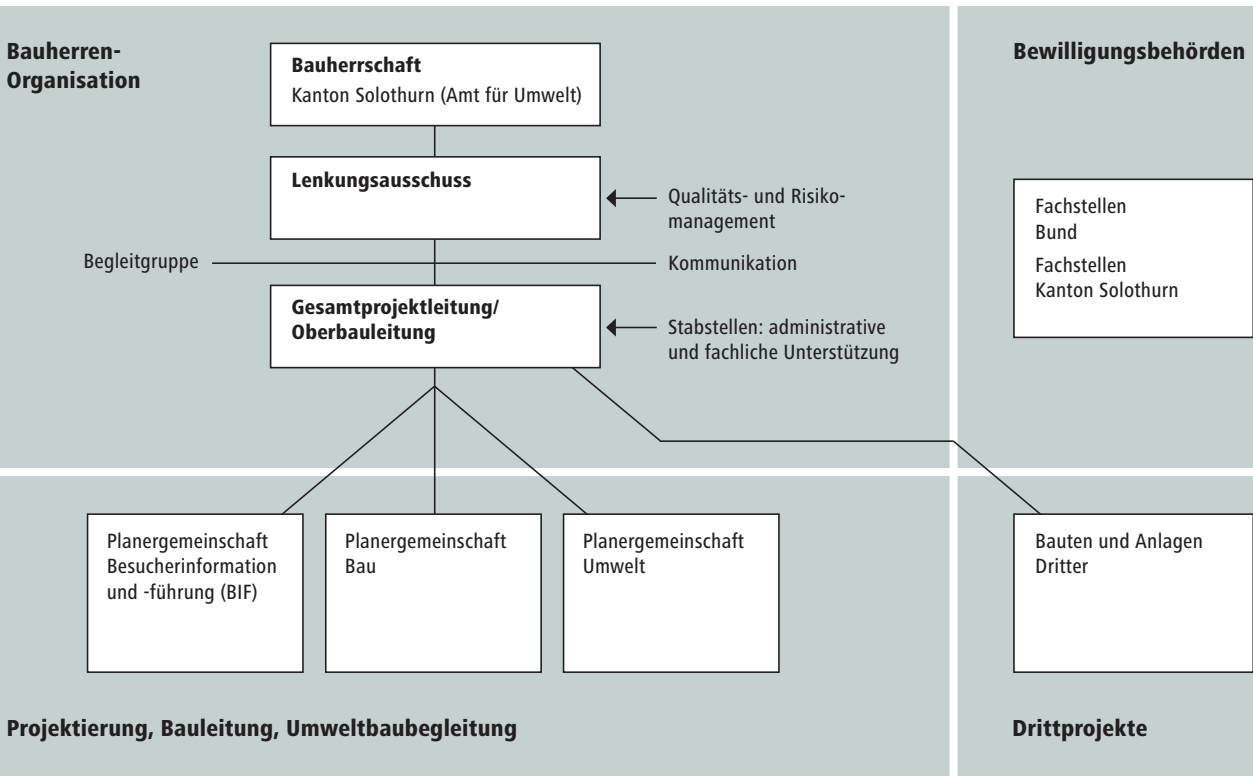 Bauherren-
Organisation
Bauherrschaft
Kanton Solothurn (Amt für Umwelt)
Lenkungsausschuss
Qualitäts- und Risiko-
management
Begleitgruppe
Kommunikation
Gesamtprojektleitung/
Oberbauleitung
Stabstellen: administrative
und fachliche Unterstützung
Bewilligungsbehörden
Fachstellen
Bund
Fachstellen
Kanton Solothurn
Planergemeinschaft
Besucherinformation
und -führung (BIF)
Planergemeinschaft
Bau
Planergemeinschaft
Umwelt
Projektierung, Bauleitung, Umweltbaubegleitung
Bauten und Anlagen
Dritter
Drittprojekte